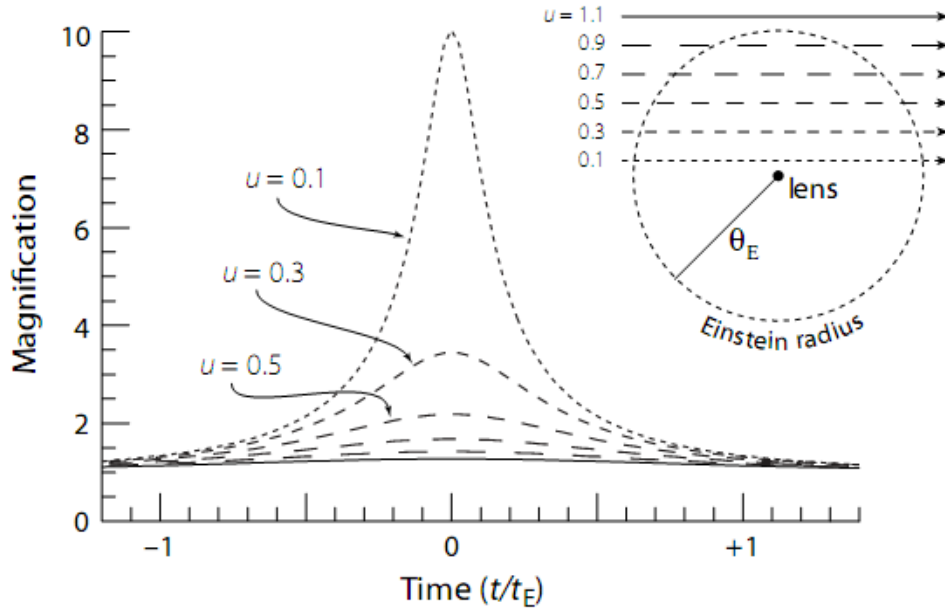 10
8
6
4
2
0
Magnification
−1
0
+1
Time (t/tE)
u = 0.1
u = 0.3
u = 0.5
u = 1.1
0.9
0.7
0.5
0.3
0.1
lens
θE
Einstein radius